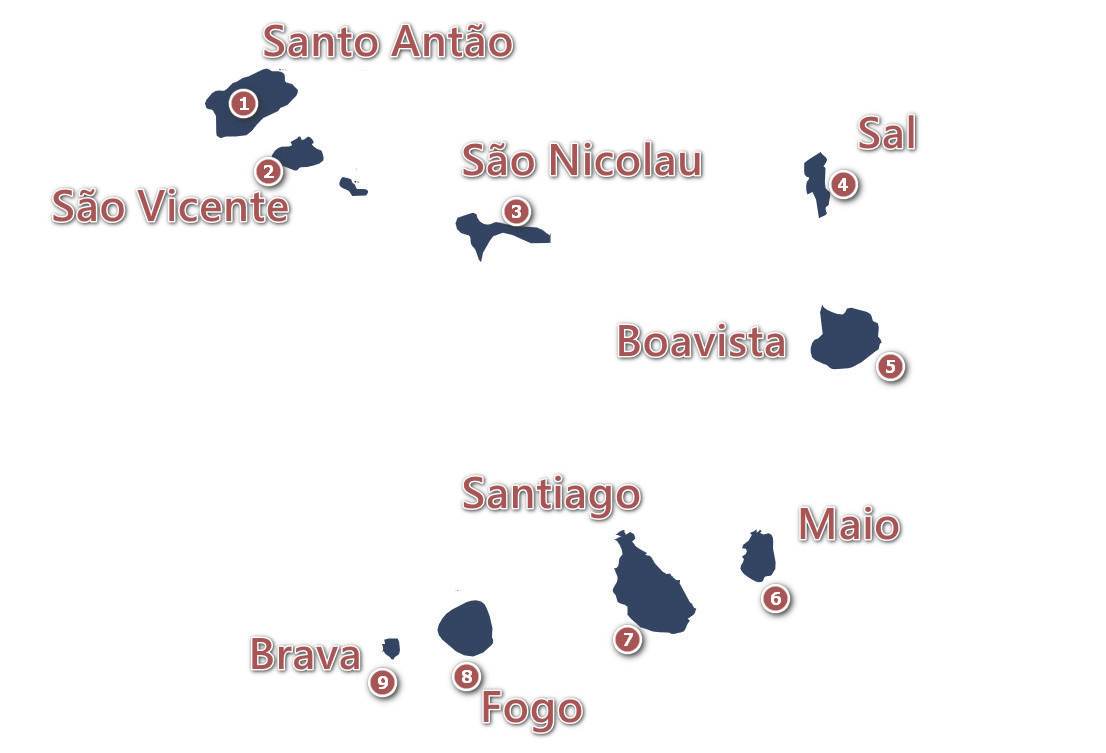 Santo Antão
1
2
São Vicente
São Nicolau
3
Sal
4
Boavista
5
Santiago
Maio
6
7
Brava
9
8
Fogo